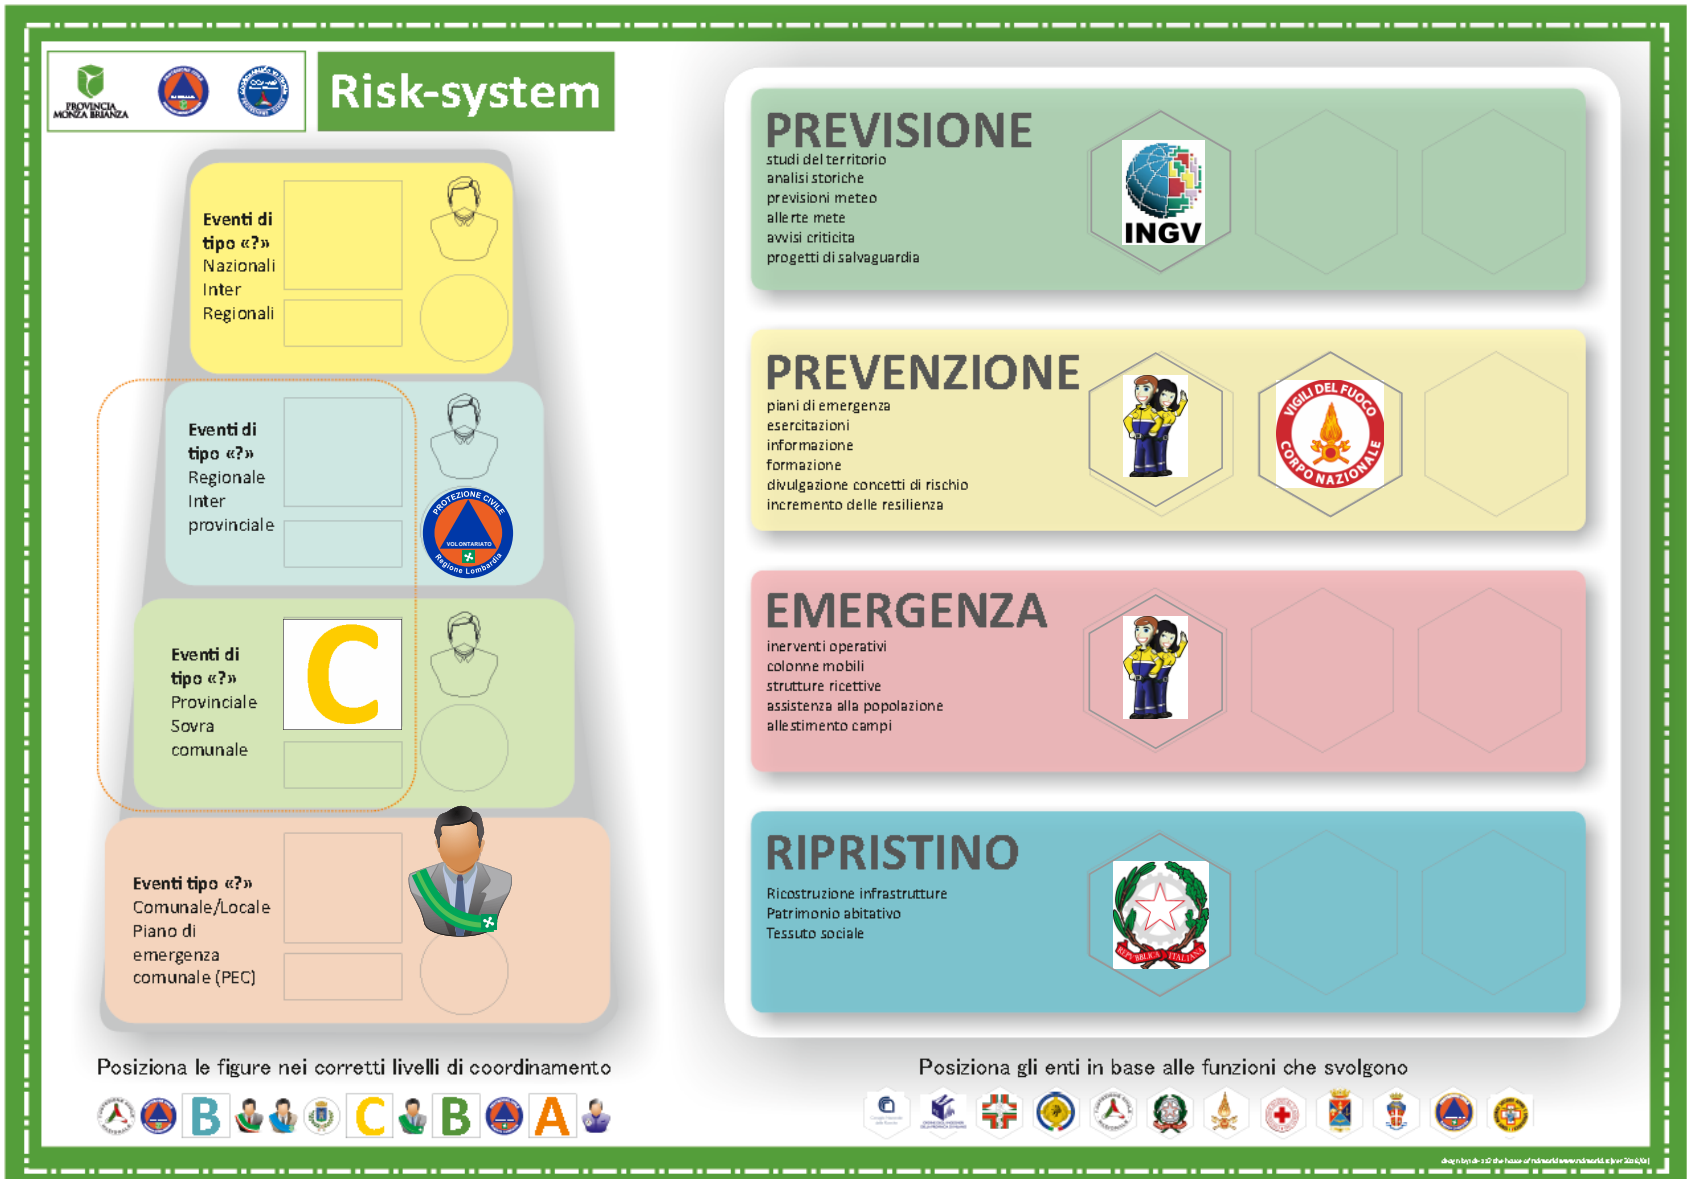 PROVINCIA
MONZA BRIANZA
Risk-system
Eventi di
tipo «?»
Nazionali
Inter
Regionali
Eventi di
tipo «?»
Regionale
Inter
provinciale
PROTEZIONE CIVILE
VOLONTARIATO
Regione Lombardia
Eventi di
tipo «?»
Provinciale
Sovra
comunale
C
Eventi tipo «?»
Comunale/Locale
Piano di
emergenza
comunale (PEC)
Posiziona le figure nei corretti livelli di coordinamento
B
C
B
A
PREVISIONE
studi del territorio
analisi storiche
previsioni meteo
allerte mete
avvisi criticita
progetti di salvaguardia
INGV
PREVENZIONE
piani di emergenza
esercitazioni
informazione
formazione
divulgazione concetti di rischio
incremento delle resilienza
VIGILI DEL FUOCO
CORPO NAZIONALE
EMERGENZA
inerventi operativi
colonne mobili
strutture ricettive
assistenza alla popolazione
allestimento campi
RIPRISTINO
Ricostruzione infrastrutture
Patrimonio abitativo
Tessuto sociale
REPVBBLICA ITALIANA
Posiziona gli enti in base alle funzioni che svolgono